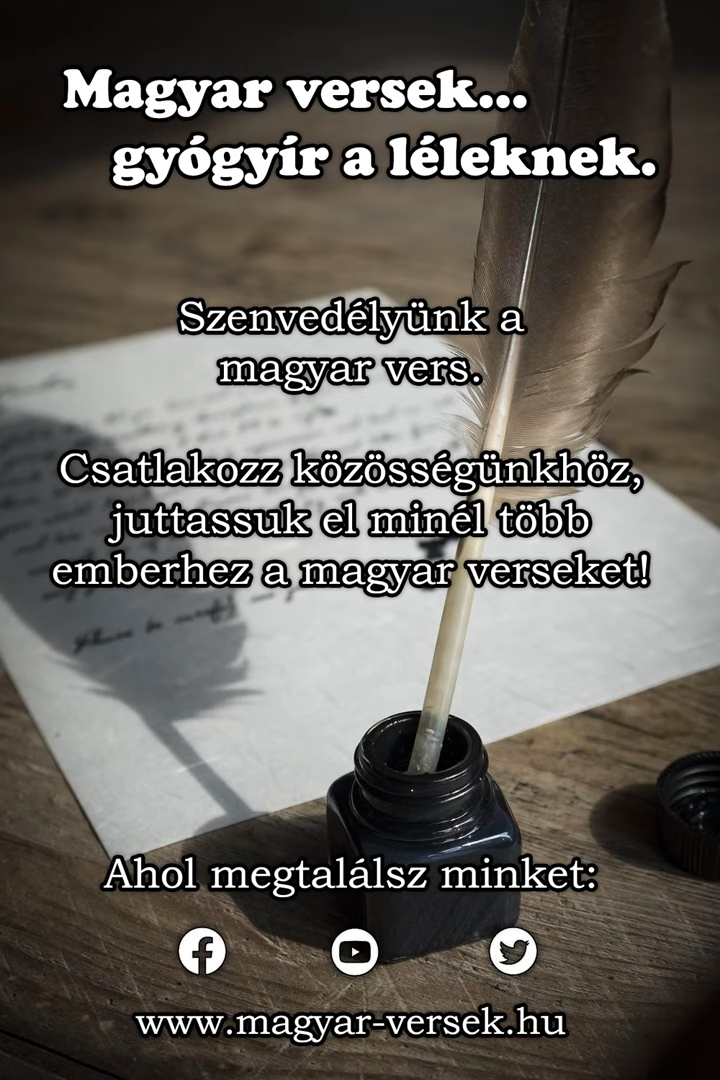 Magyar versek...
gyógyír a léleknek.
Szenvedélyünk a
magyar vers.
Csatlakozz közösségünkhöz,
juttassuk el minél több
emberhez a magyar verseket!
Ahol megtalálsz minket:
www.magyar-versek.hu